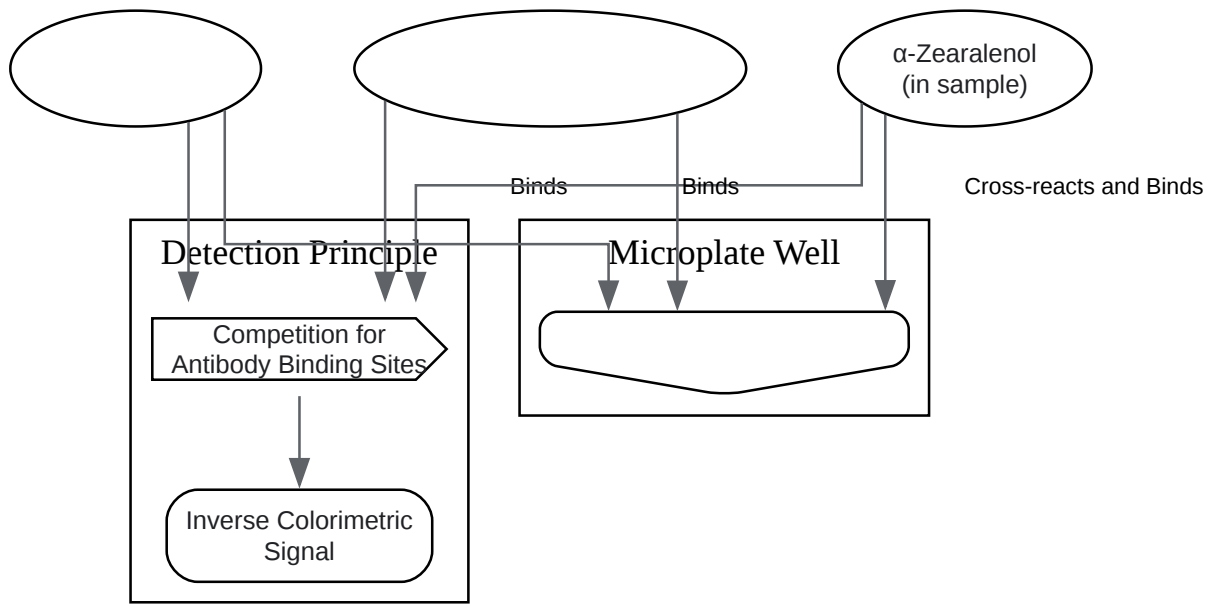 α-Zearalenol
(in sample)
Binds
Binds
Cross-reacts and Binds
Detection Principle
Microplate Well
Competition for
Antibody Binding Sites
Inverse Colorimetric
Signal